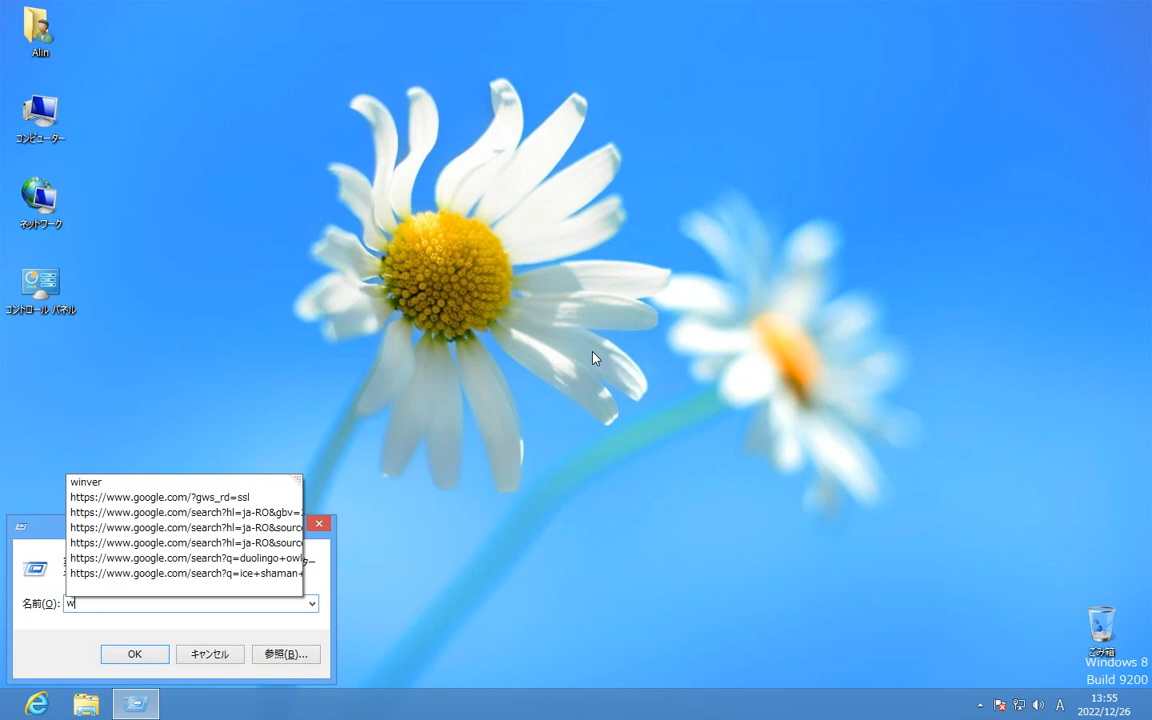 Alin
コンピューター
ネットワーク
コントロール パネル
winver
https://www.google.com/?gws_rd=ssl
https://www.google.com/search?hl=ja-RO&gbv=
https://www.google.com/search?hl=ja-RO&source
https://www.google.com/search?hl=ja-RO&source
https://www.google.com/search?q=duolingo+owl
https://www.google.com/search?q=ice+shaman+
名前(O):
w
OK
キャンセル
参照(B)...
ごみ箱
Windows 8
Build 9200
A
13:55
2022/12/26